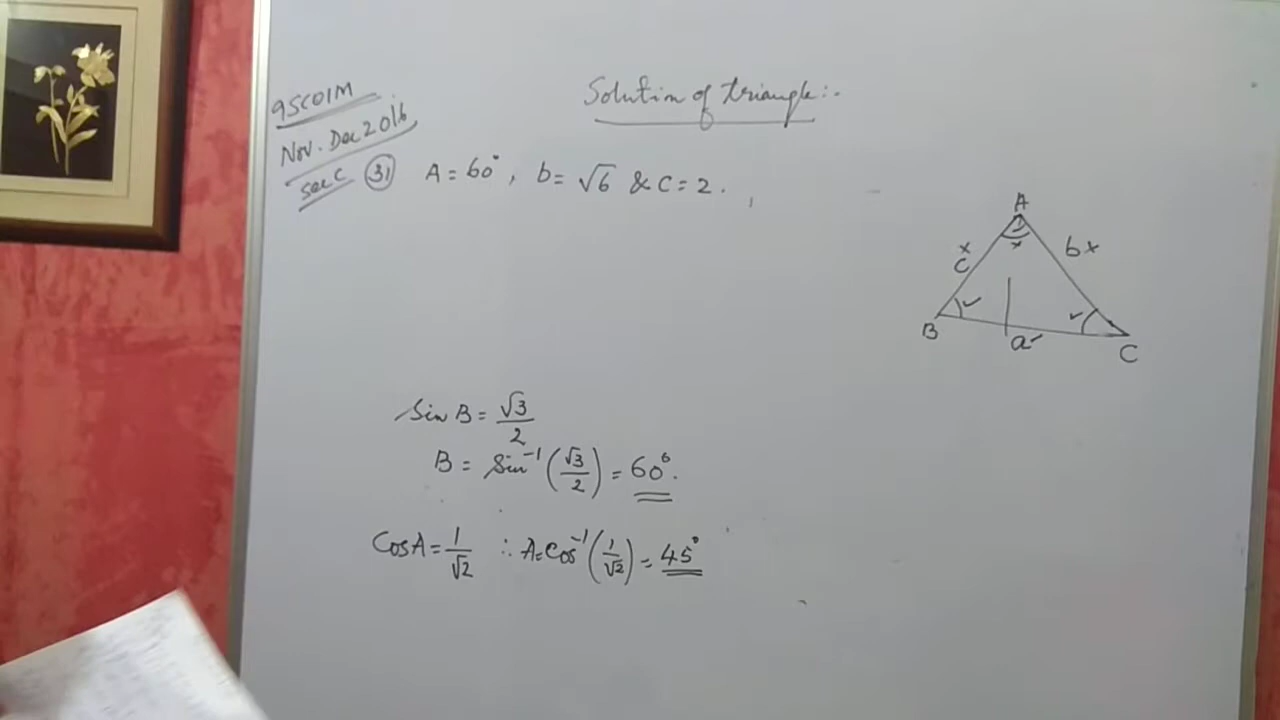 Solution of triangle:-
9SC01M
Nov. Dec 2016
Sec C
31 A = 60°, b = √6 & C = 2.
A
× c
×
b ×
B
a
C
Sin B = √3/2
B = Sin⁻¹(√3/2) = 60°.
Cos A = 1/√2 ∴ A = Cos⁻¹(1/√2) = 45°